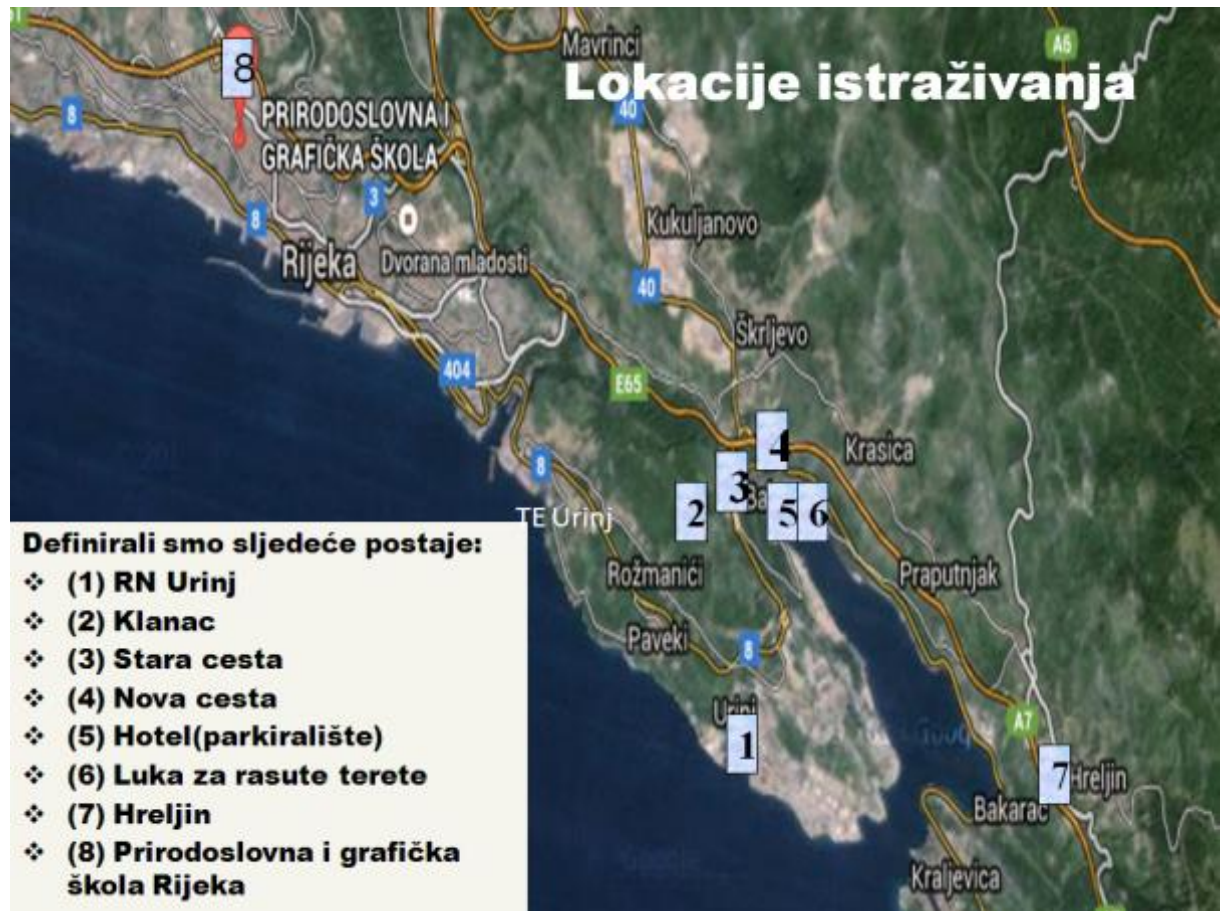 Lokacije istraživanja
Mavrinci
A6
8
8
40
PRIRODOSLOVNA I
GRAFIČKA ŠKOLA
3
8
Kukuljanovo
Rijeka
Dvorana mladosti
40
Škrljevo
404
E65
4
Krasica
8
3
2
5
6
TE Urinj
Rožmanići
Praputnjak
Paveki
8
Urinj
A7
1
7
Hreljin
Bakarac
Kraljevica
Definirali smo sljedeće postaje:
❖ (1) RN Urinj
❖ (2) Klanac
❖ (3) Stara cesta
❖ (4) Nova cesta
❖ (5) Hotel(parkiralište)
❖ (6) Luka za rasute terete
❖ (7) Hreljin
❖ (8) Prirodoslovna i grafička
škola Rijeka